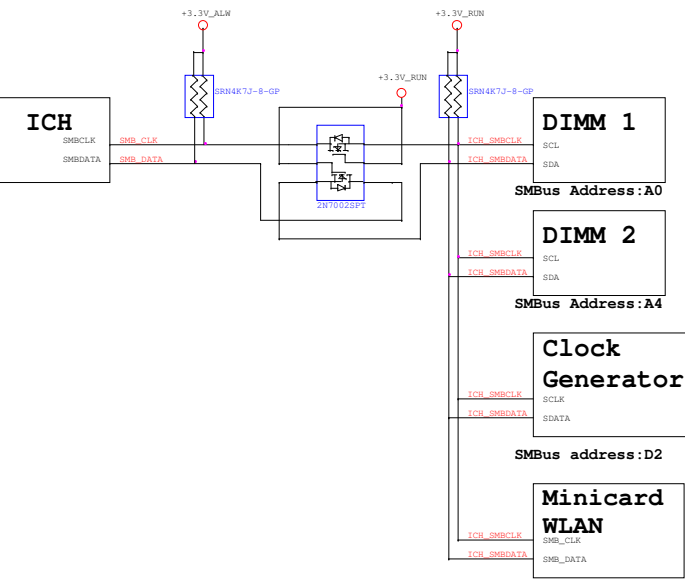 +3.3V_ALW
+3.3V_RUN
+3.3V_RUN
SRN4K7J-8-GP
SRN4K7J-8-GP
ICH
SMBCLK
SMB_CLK
SMBDATA
SMB_DATA
2N7002SPT
DIMM 1
ICH_SMBCLK
SCL
ICH_SMBDATA
SDA
SMBus Address:A0
DIMM 2
ICH_SMBCLK
SCL
ICH_SMBDATA
SDA
SMBus Address:A4
Clock
Generator
ICH_SMBCLK
SCLK
ICH_SMBDATA
SDATA
SMBus address:D2
Minicard
WLAN
ICH_SMBCLK
SMB_CLK
ICH_SMBDATA
SMB_DATA